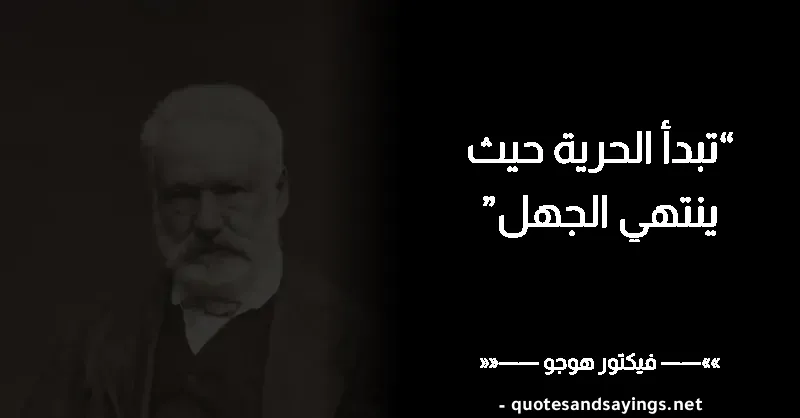 “تبدأ الحرية حيث
ينتهي الجهل”
»»—— فيكتور هوجو ——««
- quotesandsayings.net